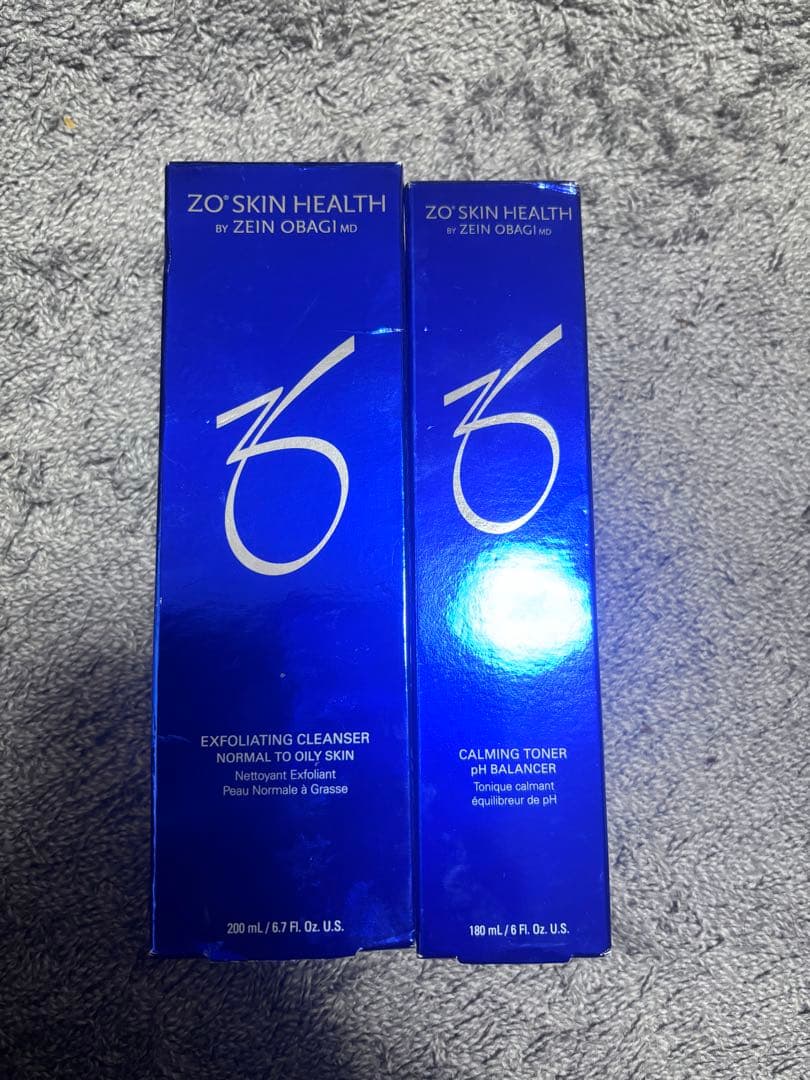 ZO® SKIN HEALTH
BY ZEIN OBAGI MD
EXFOLIATING CLEANSER
NORMAL TO OILY SKIN
Nettoyant Exfoliant
Peau Normale à Grasse
200 mL / 6.7 Fl. Oz. U.S.
ZO® SKIN HEALTH
BY ZEIN OBAGI MD
CALMING TONER
pH BALANCER
Tonique calmant
équilibreur de pH
180 mL / 6 Fl. Oz. U.S.